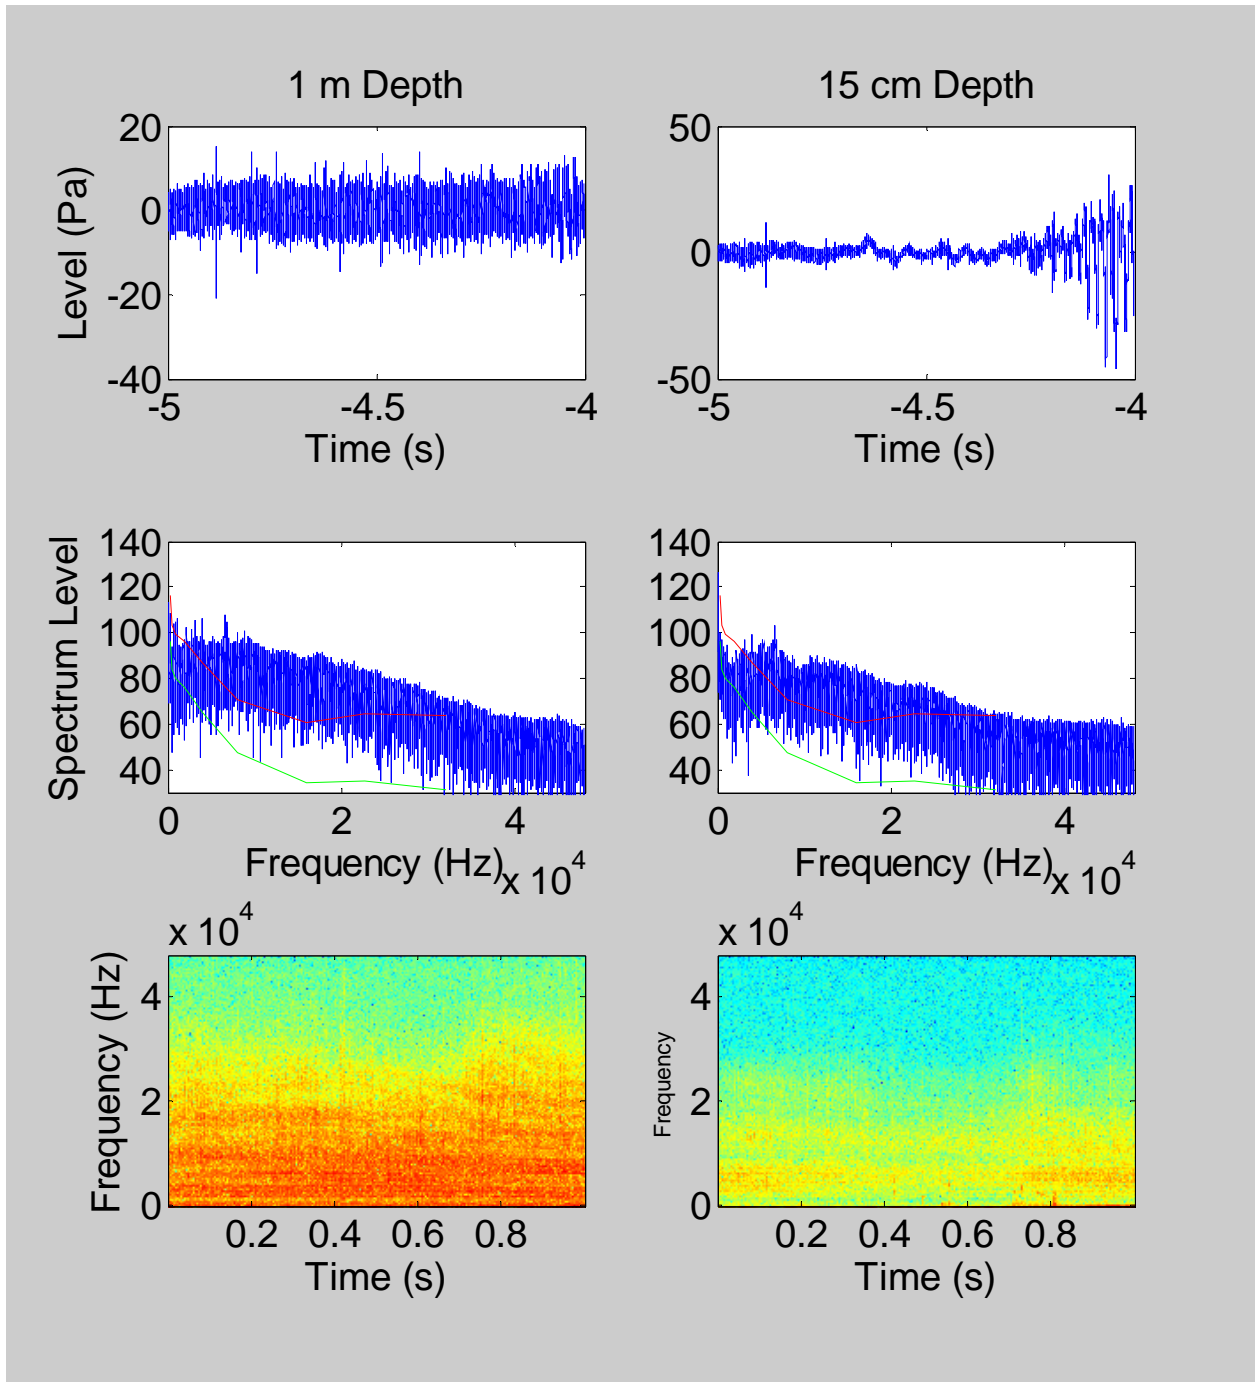 1 m Depth
15 cm Depth
20
0
-20
-40
Level (Pa)
-5
-4.5
-4
Time (s)
50
0
-50
-5
-4.5
-4
Time (s)
140
120
100
80
60
40
Spectrum Level
0
2
4
Frequency (Hz)
x 10^4
140
120
100
80
60
40
0
2
4
Frequency (Hz)
x 10^4
x 10^4
4
2
0
Frequency (Hz)
0.2
0.4
0.6
0.8
Time (s)
x 10^4
4
2
0
Frequency
0.2
0.4
0.6
0.8
Time (s)